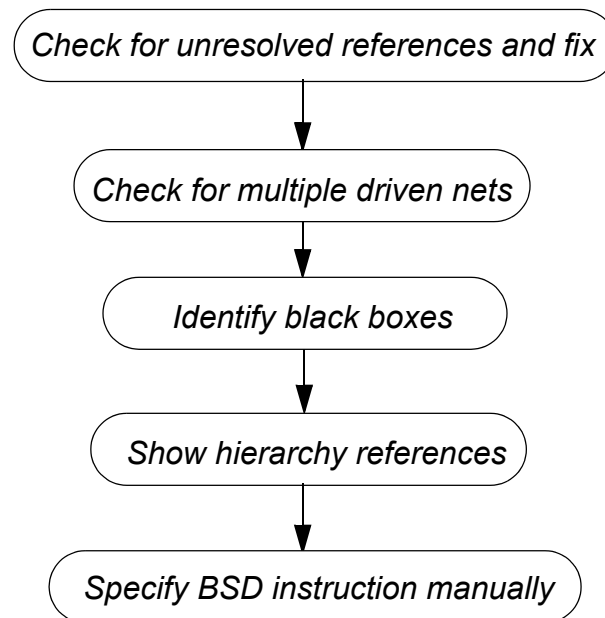 Check for unresolved references and fix
Check for multiple driven nets
Identify black boxes
Show hierarchy references
Specify BSD instruction manually